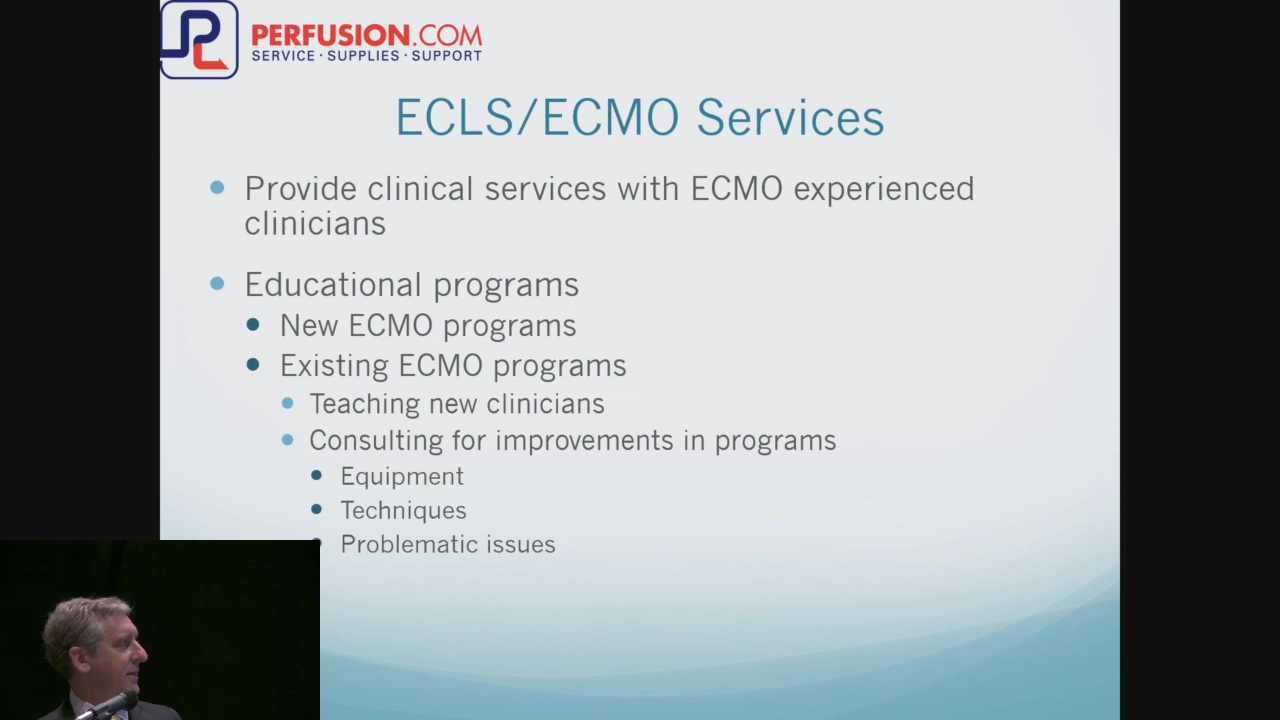 PERFUSION.COM
SERVICE · SUPPLIES · SUPPORT
ECLS/ECMO Services
Provide clinical services with ECMO experienced
clinicians
Educational programs
New ECMO programs
Existing ECMO programs
Teaching new clinicians
Consulting for improvements in programs
Equipment
Techniques
Problematic issues